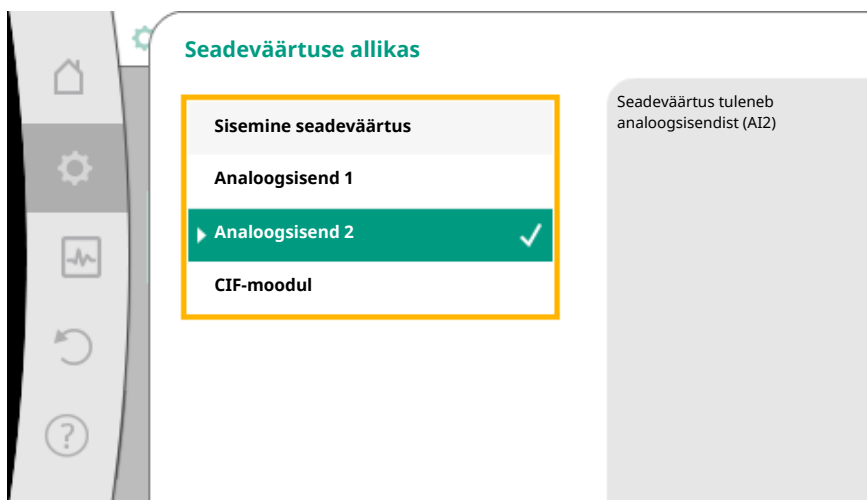 Seadeväärtuse allikas
Sisemine seadeväärtus
Analoogsisend 1
Analoogsisend 2
CIF-moodul
Seadeväärtus tuleneb
analoogsisendist (AI2)
?